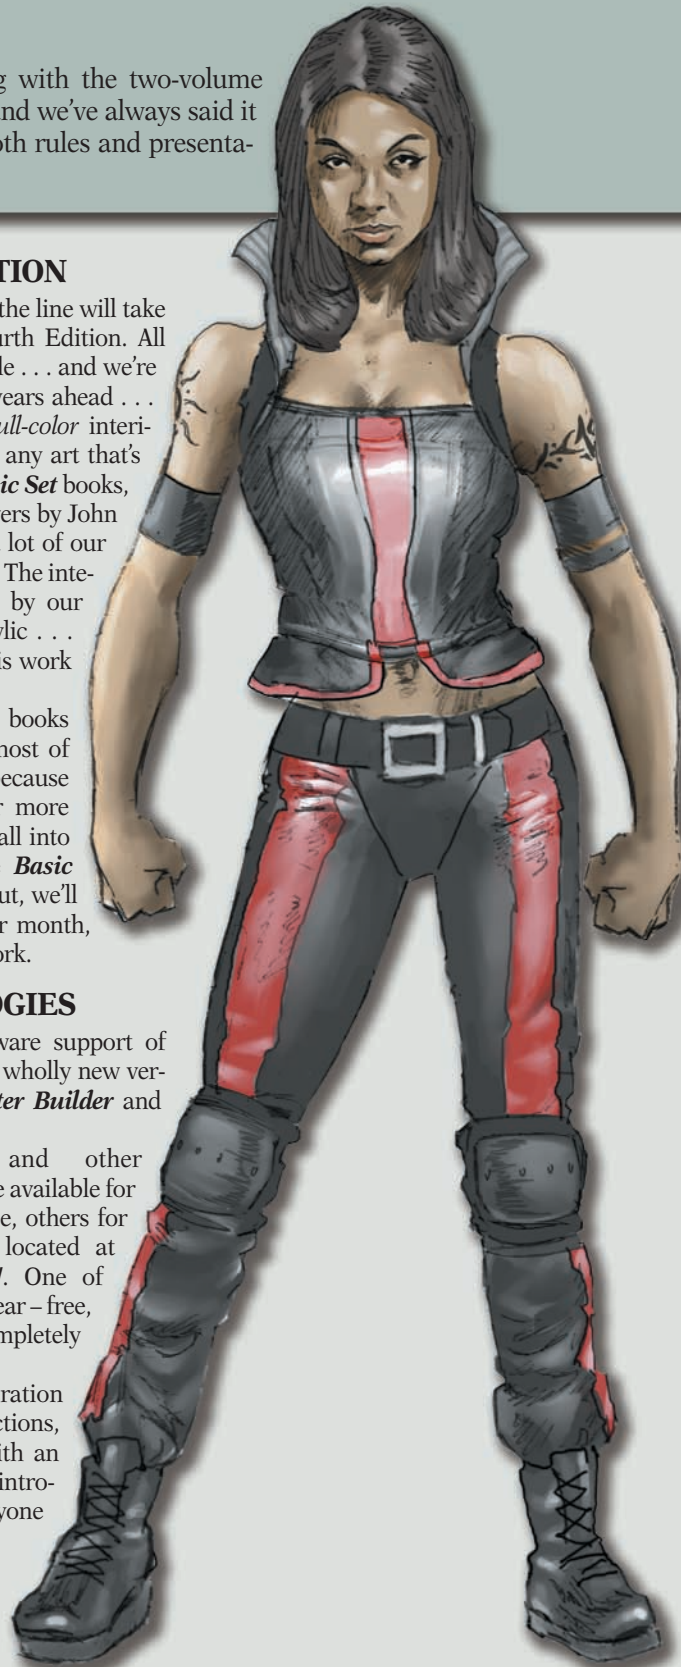 with the two-volume
nd we've always said it
oth rules and presenta-
TION
the line will take
urth Edition. All
le . . . and we're
years ahead . . .
ull-color interi-
any art that's
ic Set books,
vers by John
lot of our
The inte-
by our
ylic . . .
is work
books
most of
because
r more
all into
Basic
ut, we'll
r month,
ork.
OGIES
ware support of
wholly new ver-
ter Builder and
and other
e available for
e, others for
located at
. One of
ear – free,
mpletely
ration
ctions,
ith an
intro-
yone